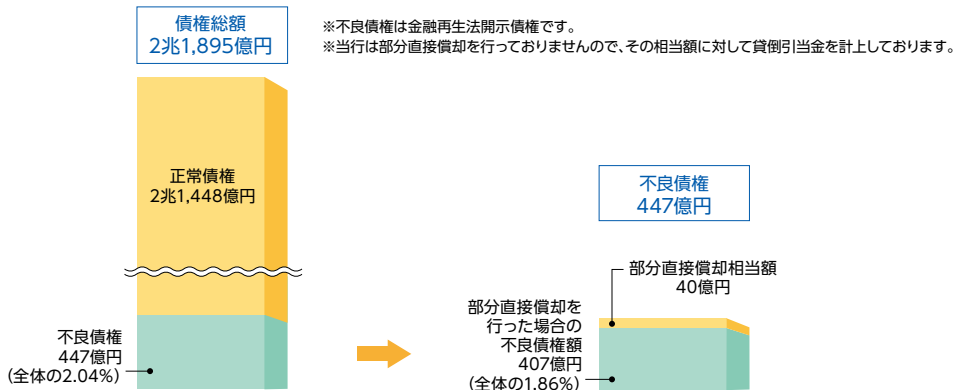 債権総額
2兆1,895億円
※不良債権は金融再生法開示債権です。
※当行は部分直接償却を行っておりませんので、その相当額に対して貸倒引当金を計上しております。
正常債権
2兆1,448億円
不良債権
447億円
(全体の2.04%)
不良債権
447億円
部分直接償却相当額
40億円
部分直接償却を
行った場合の
不良債権額
407億円
(全体の1.86%)